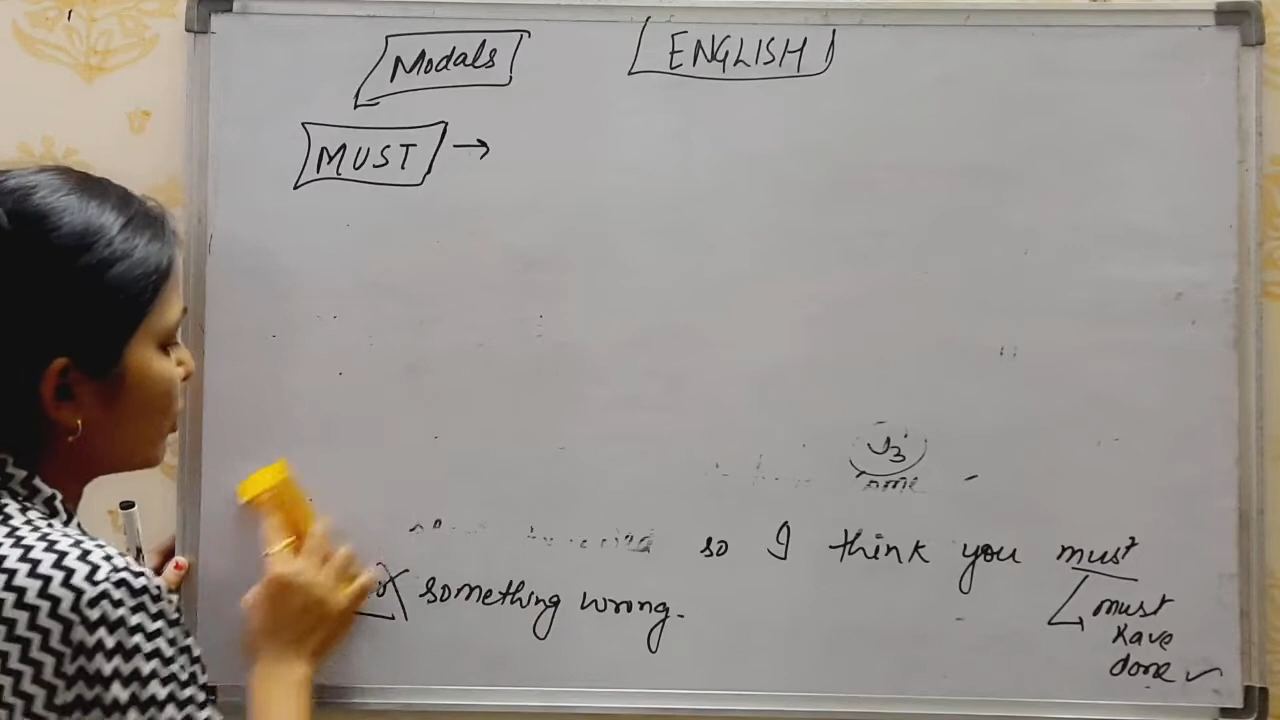 Modals ENGLISH
MUST →
V3
so I think you must
something wrong.
must
have
done ✓